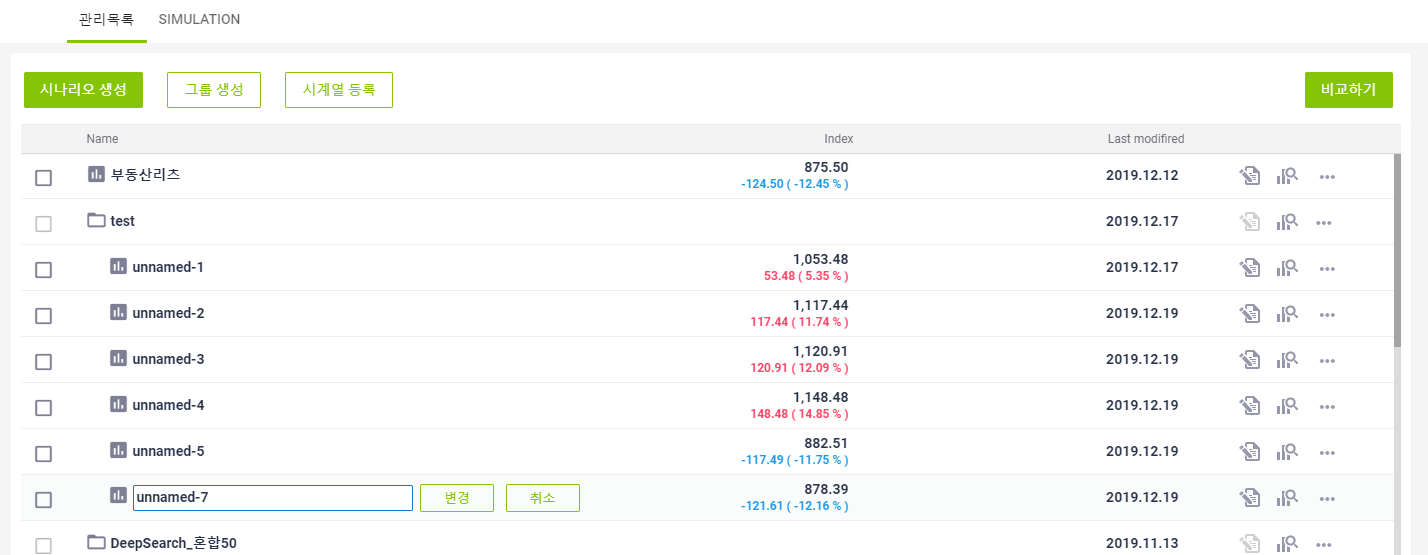 관리목록 SIMULATION
시나리오 생성 그룹 생성 시계열 등록 비교하기
Name Index Last modifired
부동산리츠 875.50 2019.12.12
-124.50 ( -12.45 % )
test 2019.12.17
unnamed-1 1,053.48 2019.12.17
53.48 ( 5.35 % )
unnamed-2 1,117.44 2019.12.19
117.44 ( 11.74 % )
unnamed-3 1,120.91 2019.12.19
120.91 ( 12.09 % )
unnamed-4 1,148.48 2019.12.19
148.48 ( 14.85 % )
unnamed-5 882.51 2019.12.19
-117.49 ( -11.75 % )
unnamed-7 변경 취소 878.39 2019.12.19
-121.61 ( -12.16 % )
DeepSearch_혼합50 2019.11.13